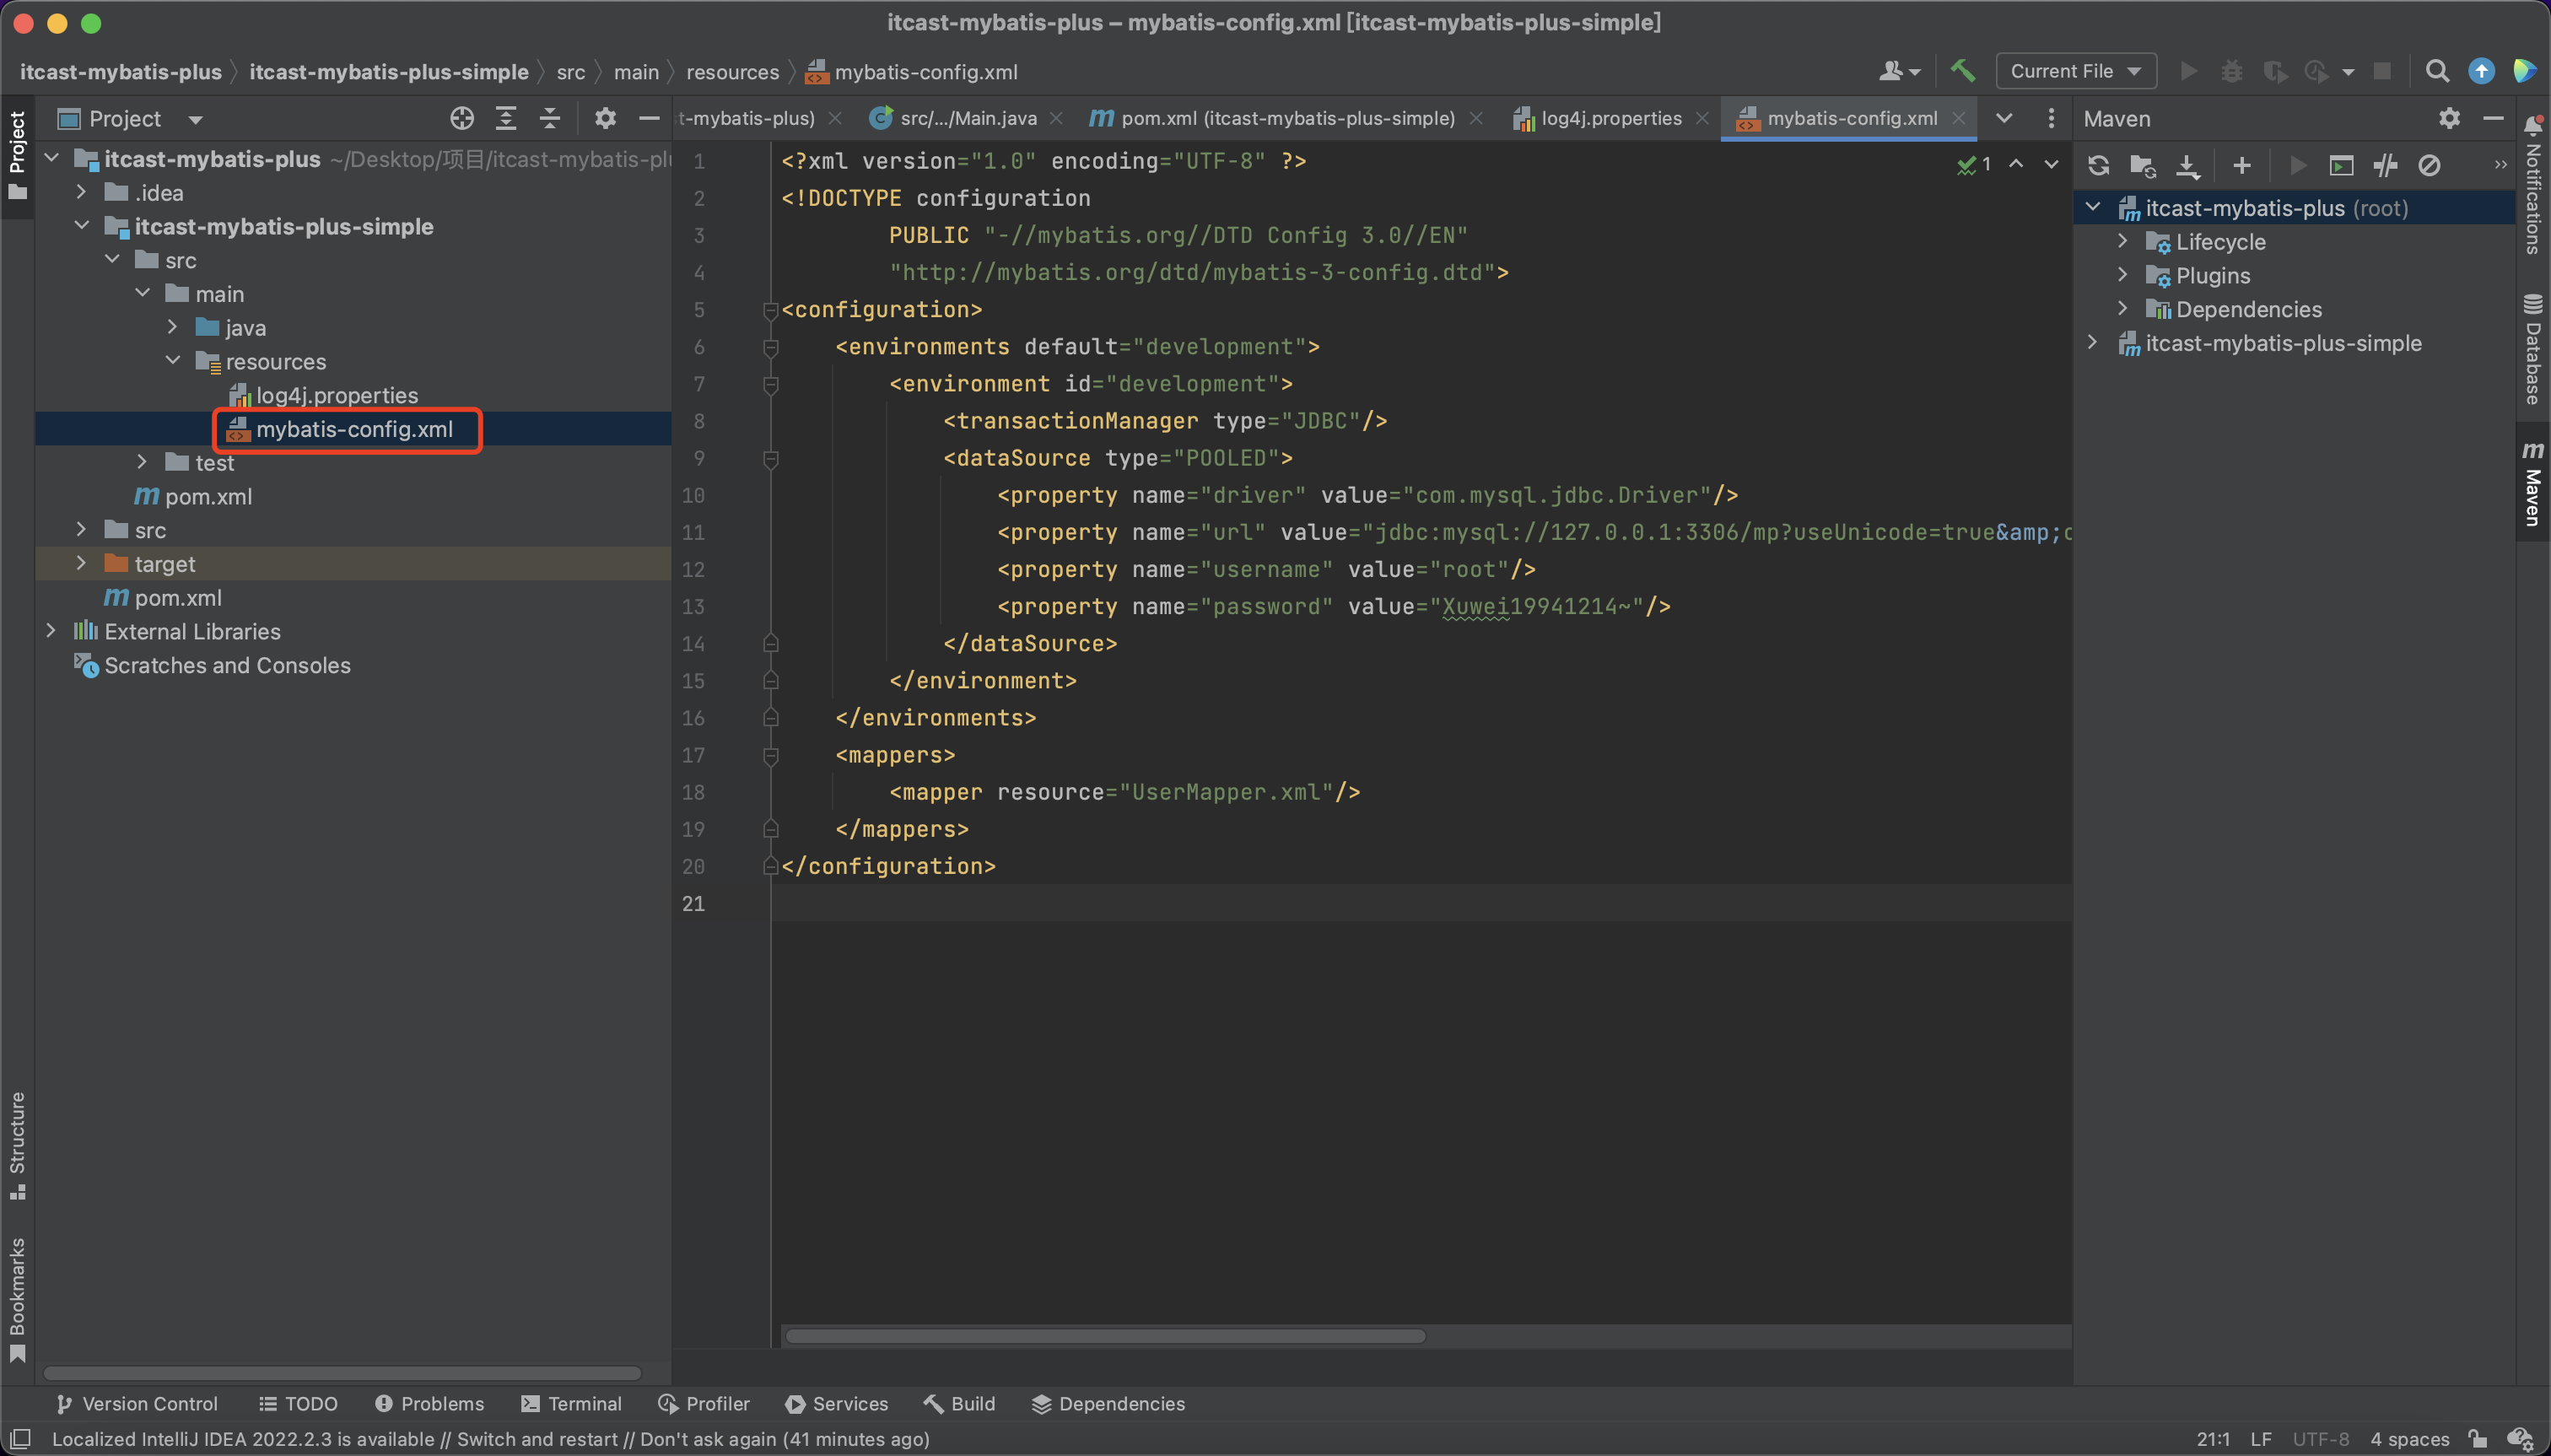 itcast-mybatis-plus – mybatis-config.xml [itcast-mybatis-plus-simple]
itcast-mybatis-plus 〉 itcast-mybatis-plus-simple 〉 src 〉 main 〉 resources 〉 mybatis-config.xml
Current File
Project
Project
t-mybatis-plus)
src/.../Main.java
pom.xml (itcast-mybatis-plus-simple)
log4j.properties
mybatis-config.xml
Maven
itcast-mybatis-plus ~/Desktop/项目/itcast-mybatis-plu
.idea
itcast-mybatis-plus-simple
src
main
java
resources
log4j.properties
mybatis-config.xml
test
pom.xml
src
target
pom.xml
External Libraries
Scratches and Consoles
1
1 <?xml version="1.0" encoding="UTF-8" ?>
2 <!DOCTYPE configuration
3 PUBLIC "-//mybatis.org//DTD Config 3.0//EN"
4 "http://mybatis.org/dtd/mybatis-3-config.dtd">
5 <configuration>
6 <environments default="development">
7 <environment id="development">
8 <transactionManager type="JDBC"/>
9 <dataSource type="POOLED">
10 <property name="driver" value="com.mysql.jdbc.Driver"/>
11 <property name="url" value="jdbc:mysql://127.0.0.1:3306/mp?useUnicode=true&amp;c
12 <property name="username" value="root"/>
13 <property name="password" value="Xuwei19941214~"/>
14 </dataSource>
15 </environment>
16 </environments>
17 <mappers>
18 <mapper resource="UserMapper.xml"/>
19 </mappers>
20 </configuration>
21
itcast-mybatis-plus (root)
Lifecycle
Plugins
Dependencies
itcast-mybatis-plus-simple
Notifications
Database
Maven
Structure
Bookmarks
Version Control
TODO
Problems
Terminal
Profiler
Services
Build
Dependencies
Localized IntelliJ IDEA 2022.2.3 is available // Switch and restart // Don't ask again (41 minutes ago)
21:1 LF UTF-8 4 spaces